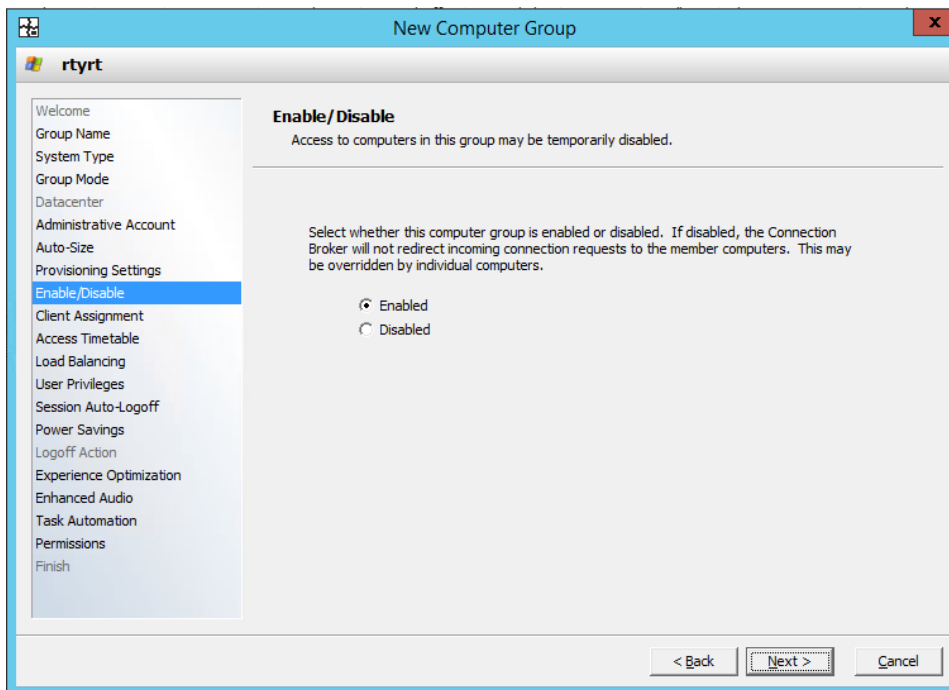 New Computer Group
x
rtyrt
Welcome
Group Name
System Type
Group Mode
Datacenter
Administrative Account
Auto-Size
Provisioning Settings
Enable/Disable
Client Assignment
Access Timetable
Load Balancing
User Privileges
Session Auto-Logoff
Power Savings
Logoff Action
Experience Optimization
Enhanced Audio
Task Automation
Permissions
Finish
Enable/Disable
Access to computers in this group may be temporarily disabled.
Select whether this computer group is enabled or disabled.  If disabled, the Connection
Broker will not redirect incoming connection requests to the member computers.  This may
be overridden by individual computers.
Enabled
Disabled
< Back
Next >
Cancel